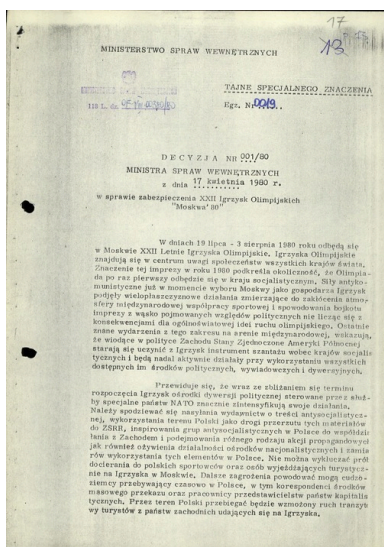 17
13
MINISTERSTWO SPRAW WEWNĘTRZNYCH
TAJNE SPECJALNEGO ZNACZENIA
Egz. Nr 0019..
DECYZJA NR 001/80
MINISTRA SPRAW WEWNĘTRZNYCH
z dnia 17 kwietnia 1980 r.
w sprawie zabezpieczenia XXII Igrzysk Olimpijskich
"Moskwa'80"
W dniach 19 lipca - 3 sierpnia 1980 roku odbędą się
w Moskwie XXII Letnie Igrzyska Olimpijskie. Igrzyska Olimpijskie
znajdują się w centrum uwagi społeczeństw wszystkich krajów świata.
Znaczenie tej imprezy w roku 1980 podkreśla okoliczność, że Olimpia-
da po raz pierwszy odbędzie się w kraju socjalistycznym. Siły antyko-
munistyczne już w momencie wyboru Moskwy jako gospodarza Igrzysk
podjęły wielopłaszczyznowe działania zmierzające do zakłócenia atmo-
sfery międzynarodowej współpracy sportowej i spowodowania bojkotu
imprezy z wąsko pojmowanych względów politycznych nie licząc się z
konsekwencjami dla ogólnoświatowej idei ruchu olimpijskiego. Ostatnie
znane wydarzenia z tego zakresu na arenie międzynarodowej, wskazują,
że wiodące w polityce Zachodu Stany Zjednoczone Ameryki Północnej
starają się uczynić z Igrzysk instrument szantażu wobec krajów socjalis-
tycznych i będą nadal aktywnie działały przy wykorzystaniu wszystkich
dostępnych im środków politycznych, wywiadowczych i dywersyjnych.
Przewiduje się, że wraz ze zbliżaniem się terminu
rozpoczęcia Igrzysk ośrodki dywersji politycznej sterowane przez służ-
by specjalne państw NATO znacznie zintensyfikują swoje działania.
Należy spodziewać się nasyłania wydawnictw o treści antysocjalistycz-
nej, wykorzystania terenu Polski jako drogi przerzutu tych materiałów
do ZSRR, inspirowania grup antysocjalistycznych w Polsce do współdzia-
łania z Zachodem i podejmowania różnego rodzaju akcji propagandowych
jak również ożywienia działalności ośrodków nacjonalistycznych i zamia-
rów wykorzystania tych elementów w Polsce. Nie można wykluczać prób
docierania do polskich sportowców oraz osób wyjeżdżających turystycz-
nie na Igrzyska w Moskwie. Dalsze zagrożenia powodować mogą cudzo-
ziemcy przebywający czasowo w Polsce, w tym korespondenci środków
masowego przekazu oraz pracownicy przedstawicielstw państw kapitalis-
tycznych. Przez teren Polski przebiegać będzie wzmożony ruch tranzyto-
wy turystów z państw zachodnich udających się na Igrzyska.